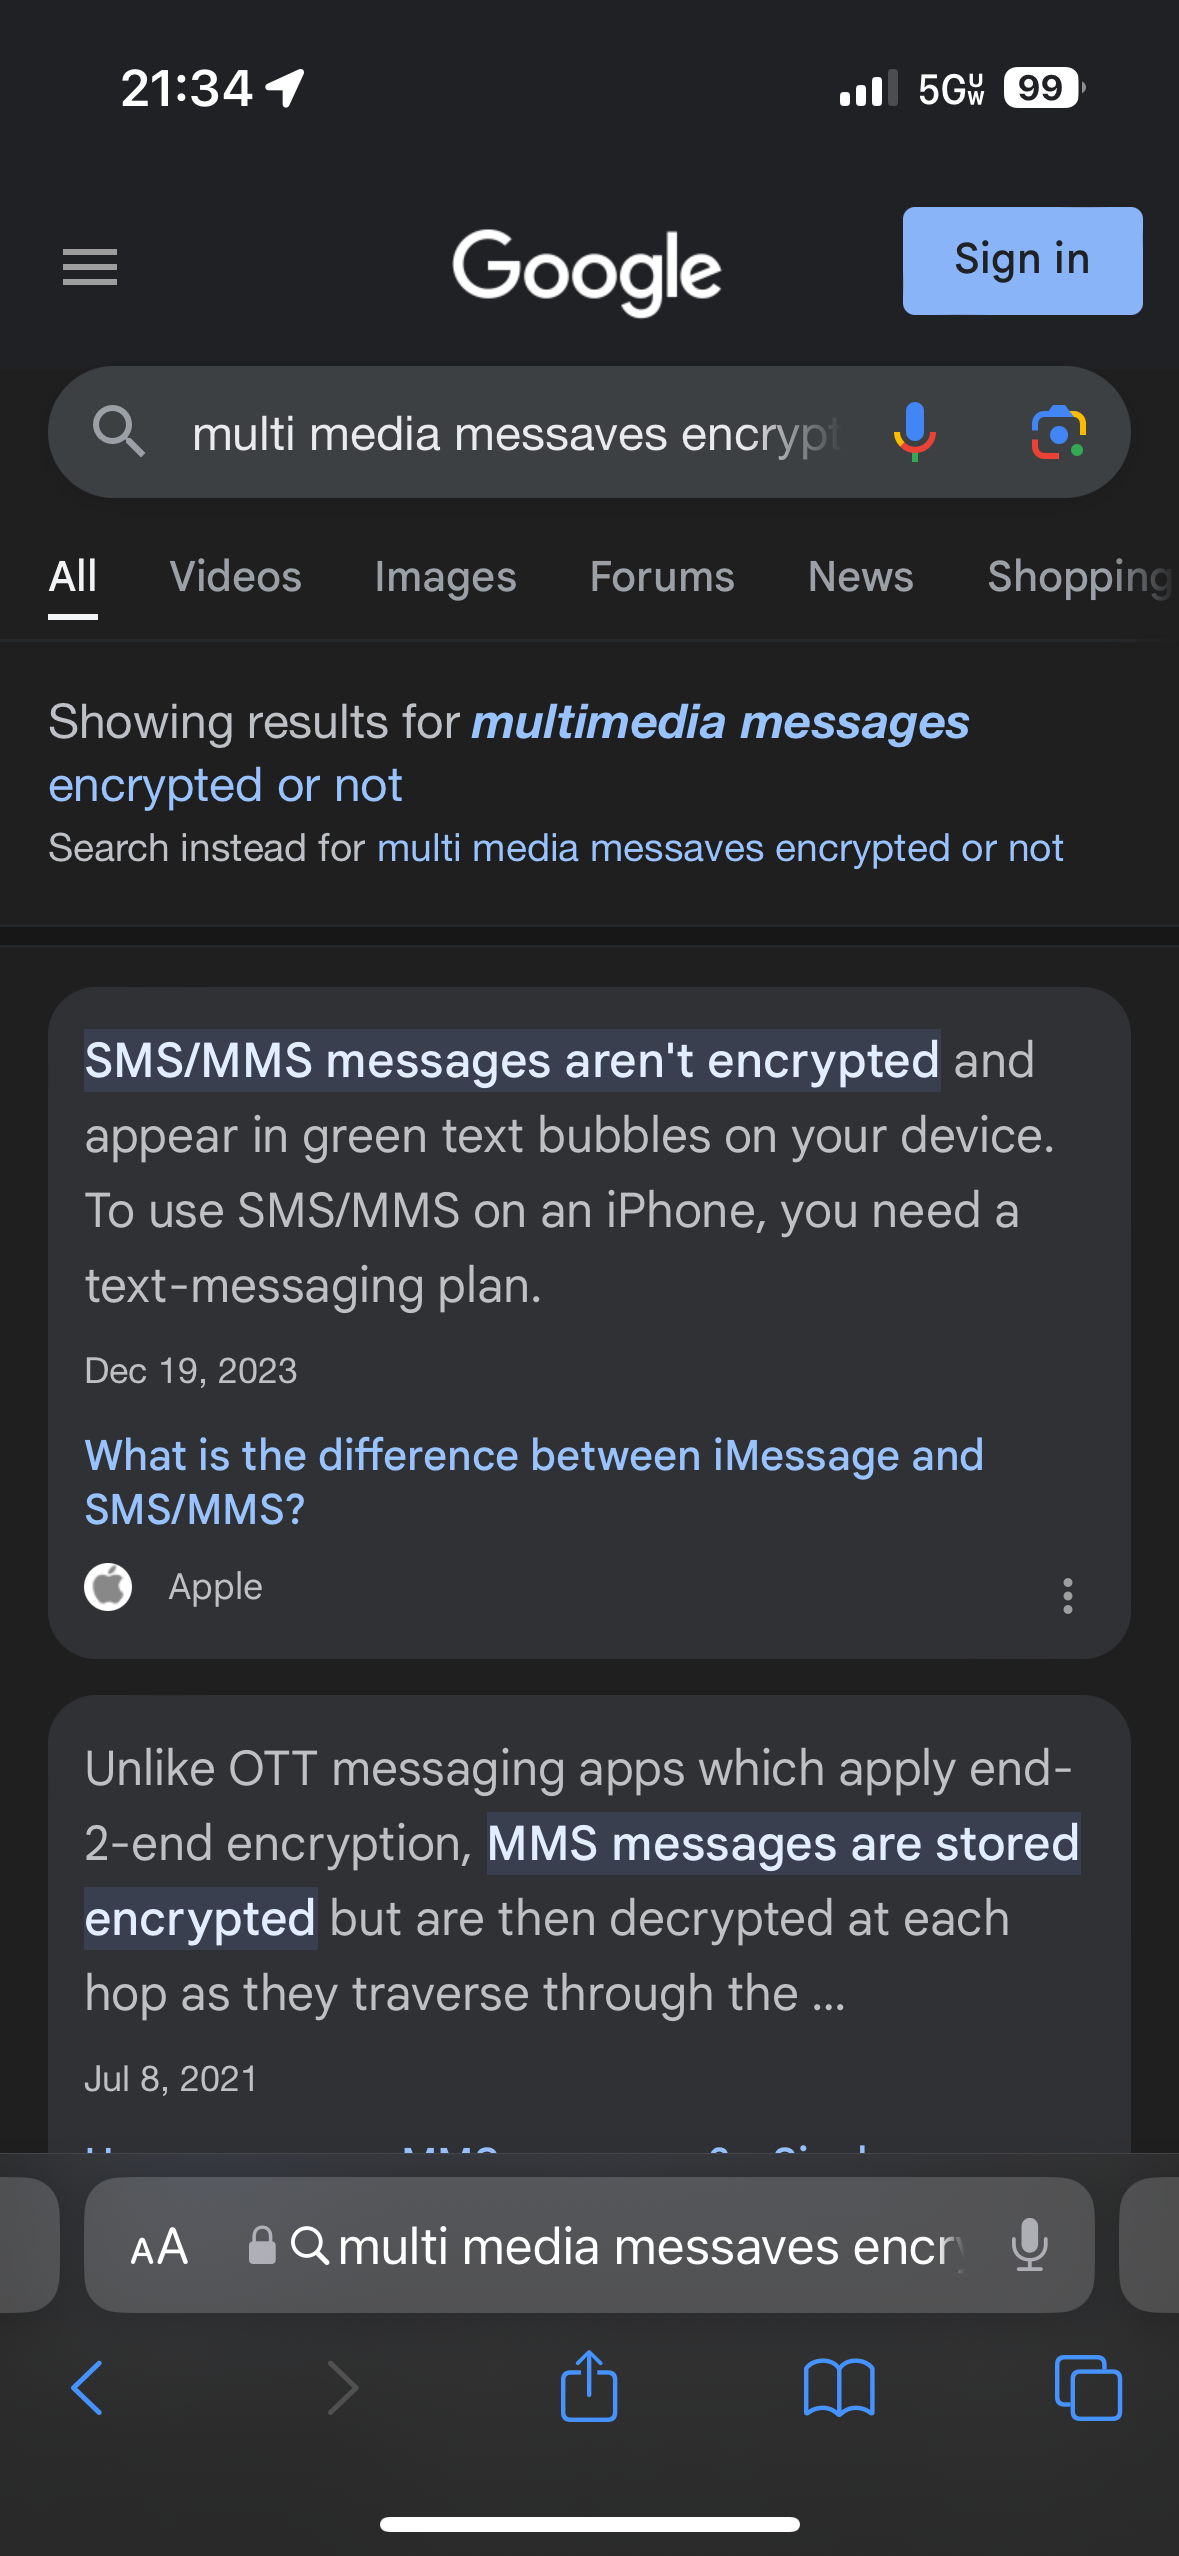 21:34
5GUW 99
Google
Sign in
multi media messaves encrypt
All Videos Images Forums News Shopping
Showing results for multimedia messages
encrypted or not
Search instead for multi media messaves encrypted or not
SMS/MMS messages aren't encrypted and
appear in green text bubbles on your device.
To use SMS/MMS on an iPhone, you need a
text-messaging plan.
Dec 19, 2023
What is the difference between iMessage and
SMS/MMS?
Apple
Unlike OTT messaging apps which apply end-
2-end encryption, MMS messages are stored
encrypted but are then decrypted at each
hop as they traverse through the ...
Jul 8, 2021
AA multi media messaves encr